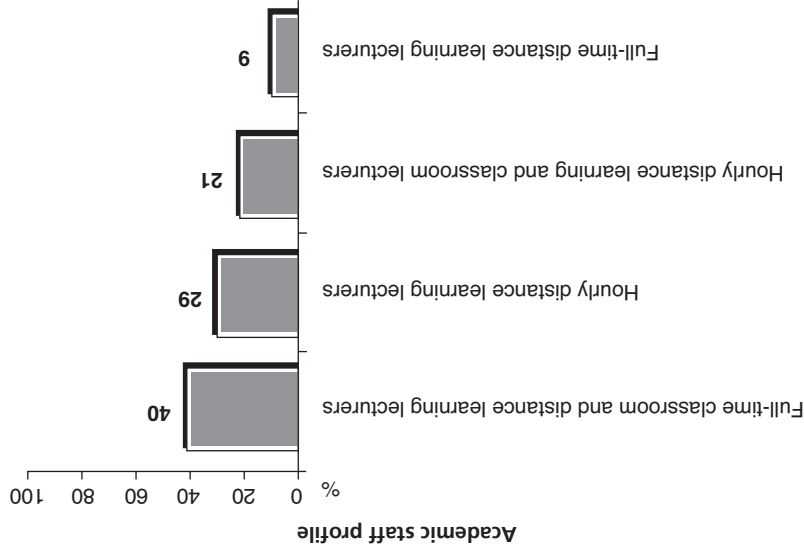 Academic staff profile
% 0 20 40 60 80 100
Full-time classroom and distance learning lecturers 40
Hourly distance learning lecturers 29
Hourly distance learning and classroom lecturers 21
Full-time distance learning lecturers 9